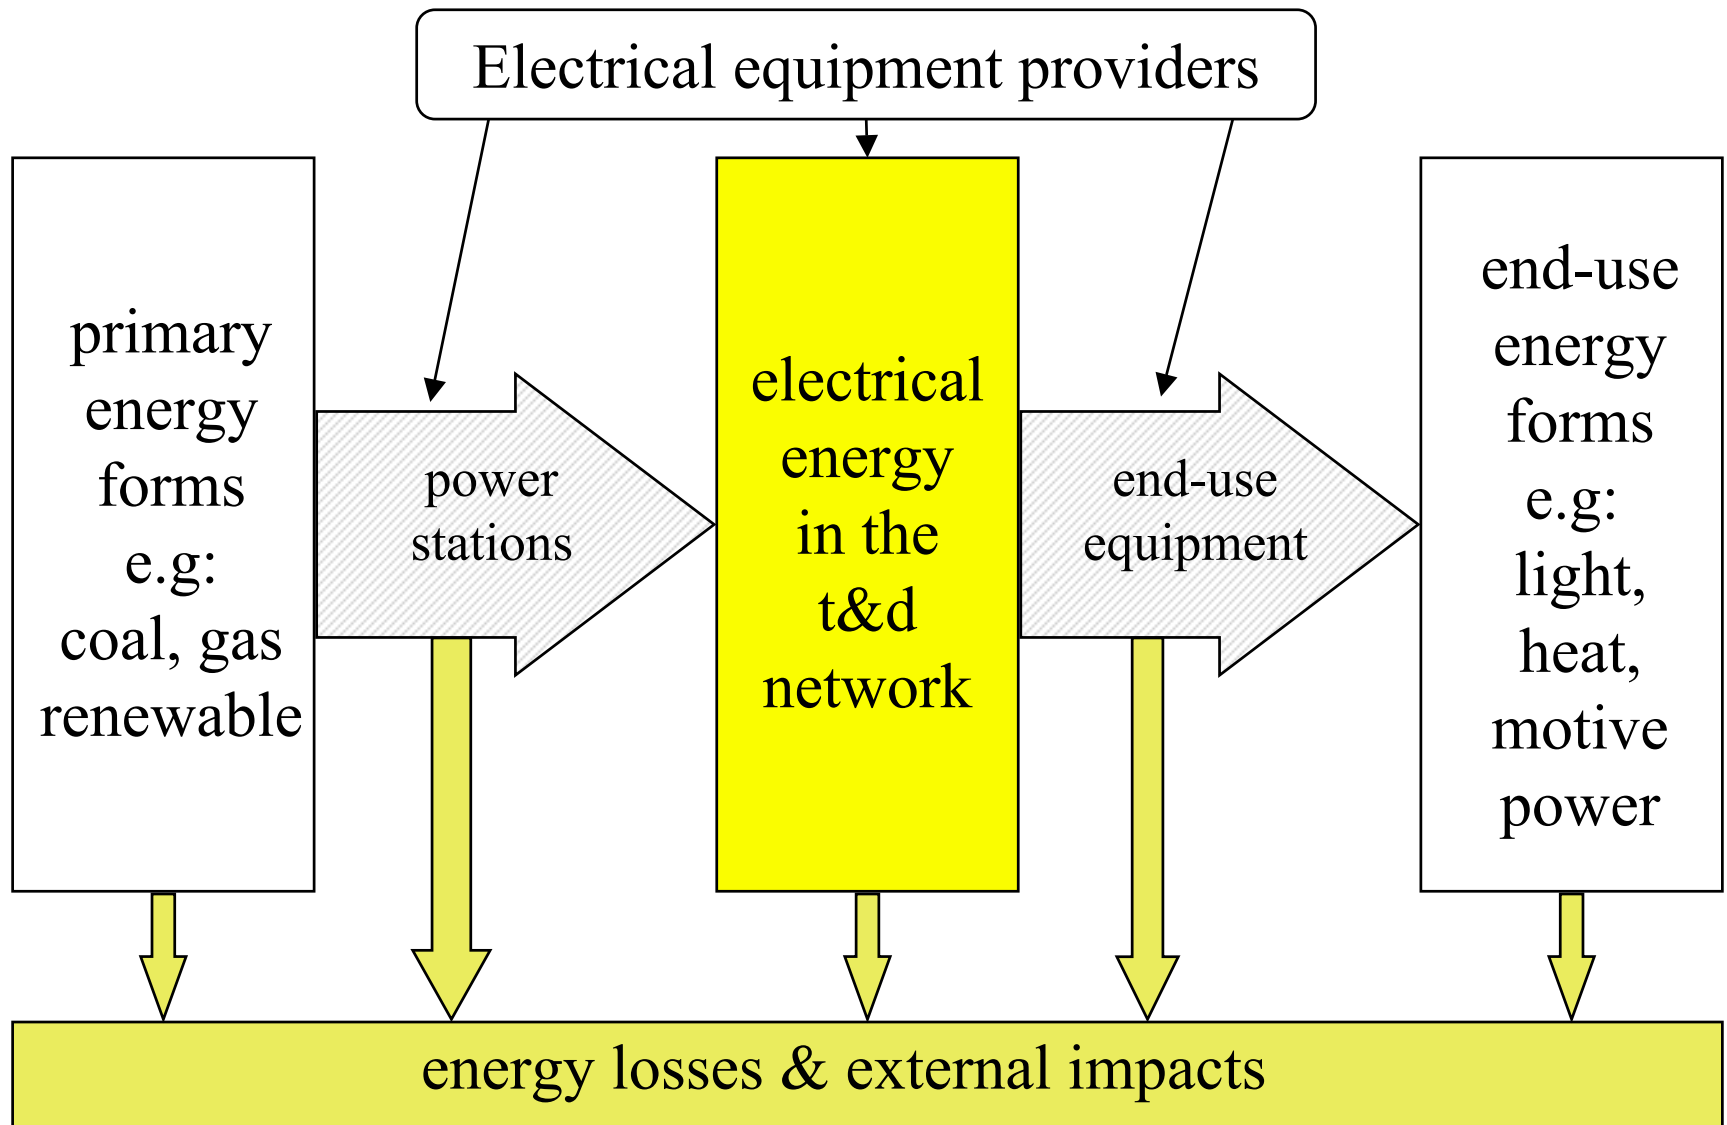 Electrical equipment providers
primary
energy
forms
e.g:
coal, gas
renewable
power
stations
electrical
energy
in the
t&d
network
end-use
equipment
end-use
energy
forms
e.g:
light,
heat,
motive
power
energy losses & external impacts